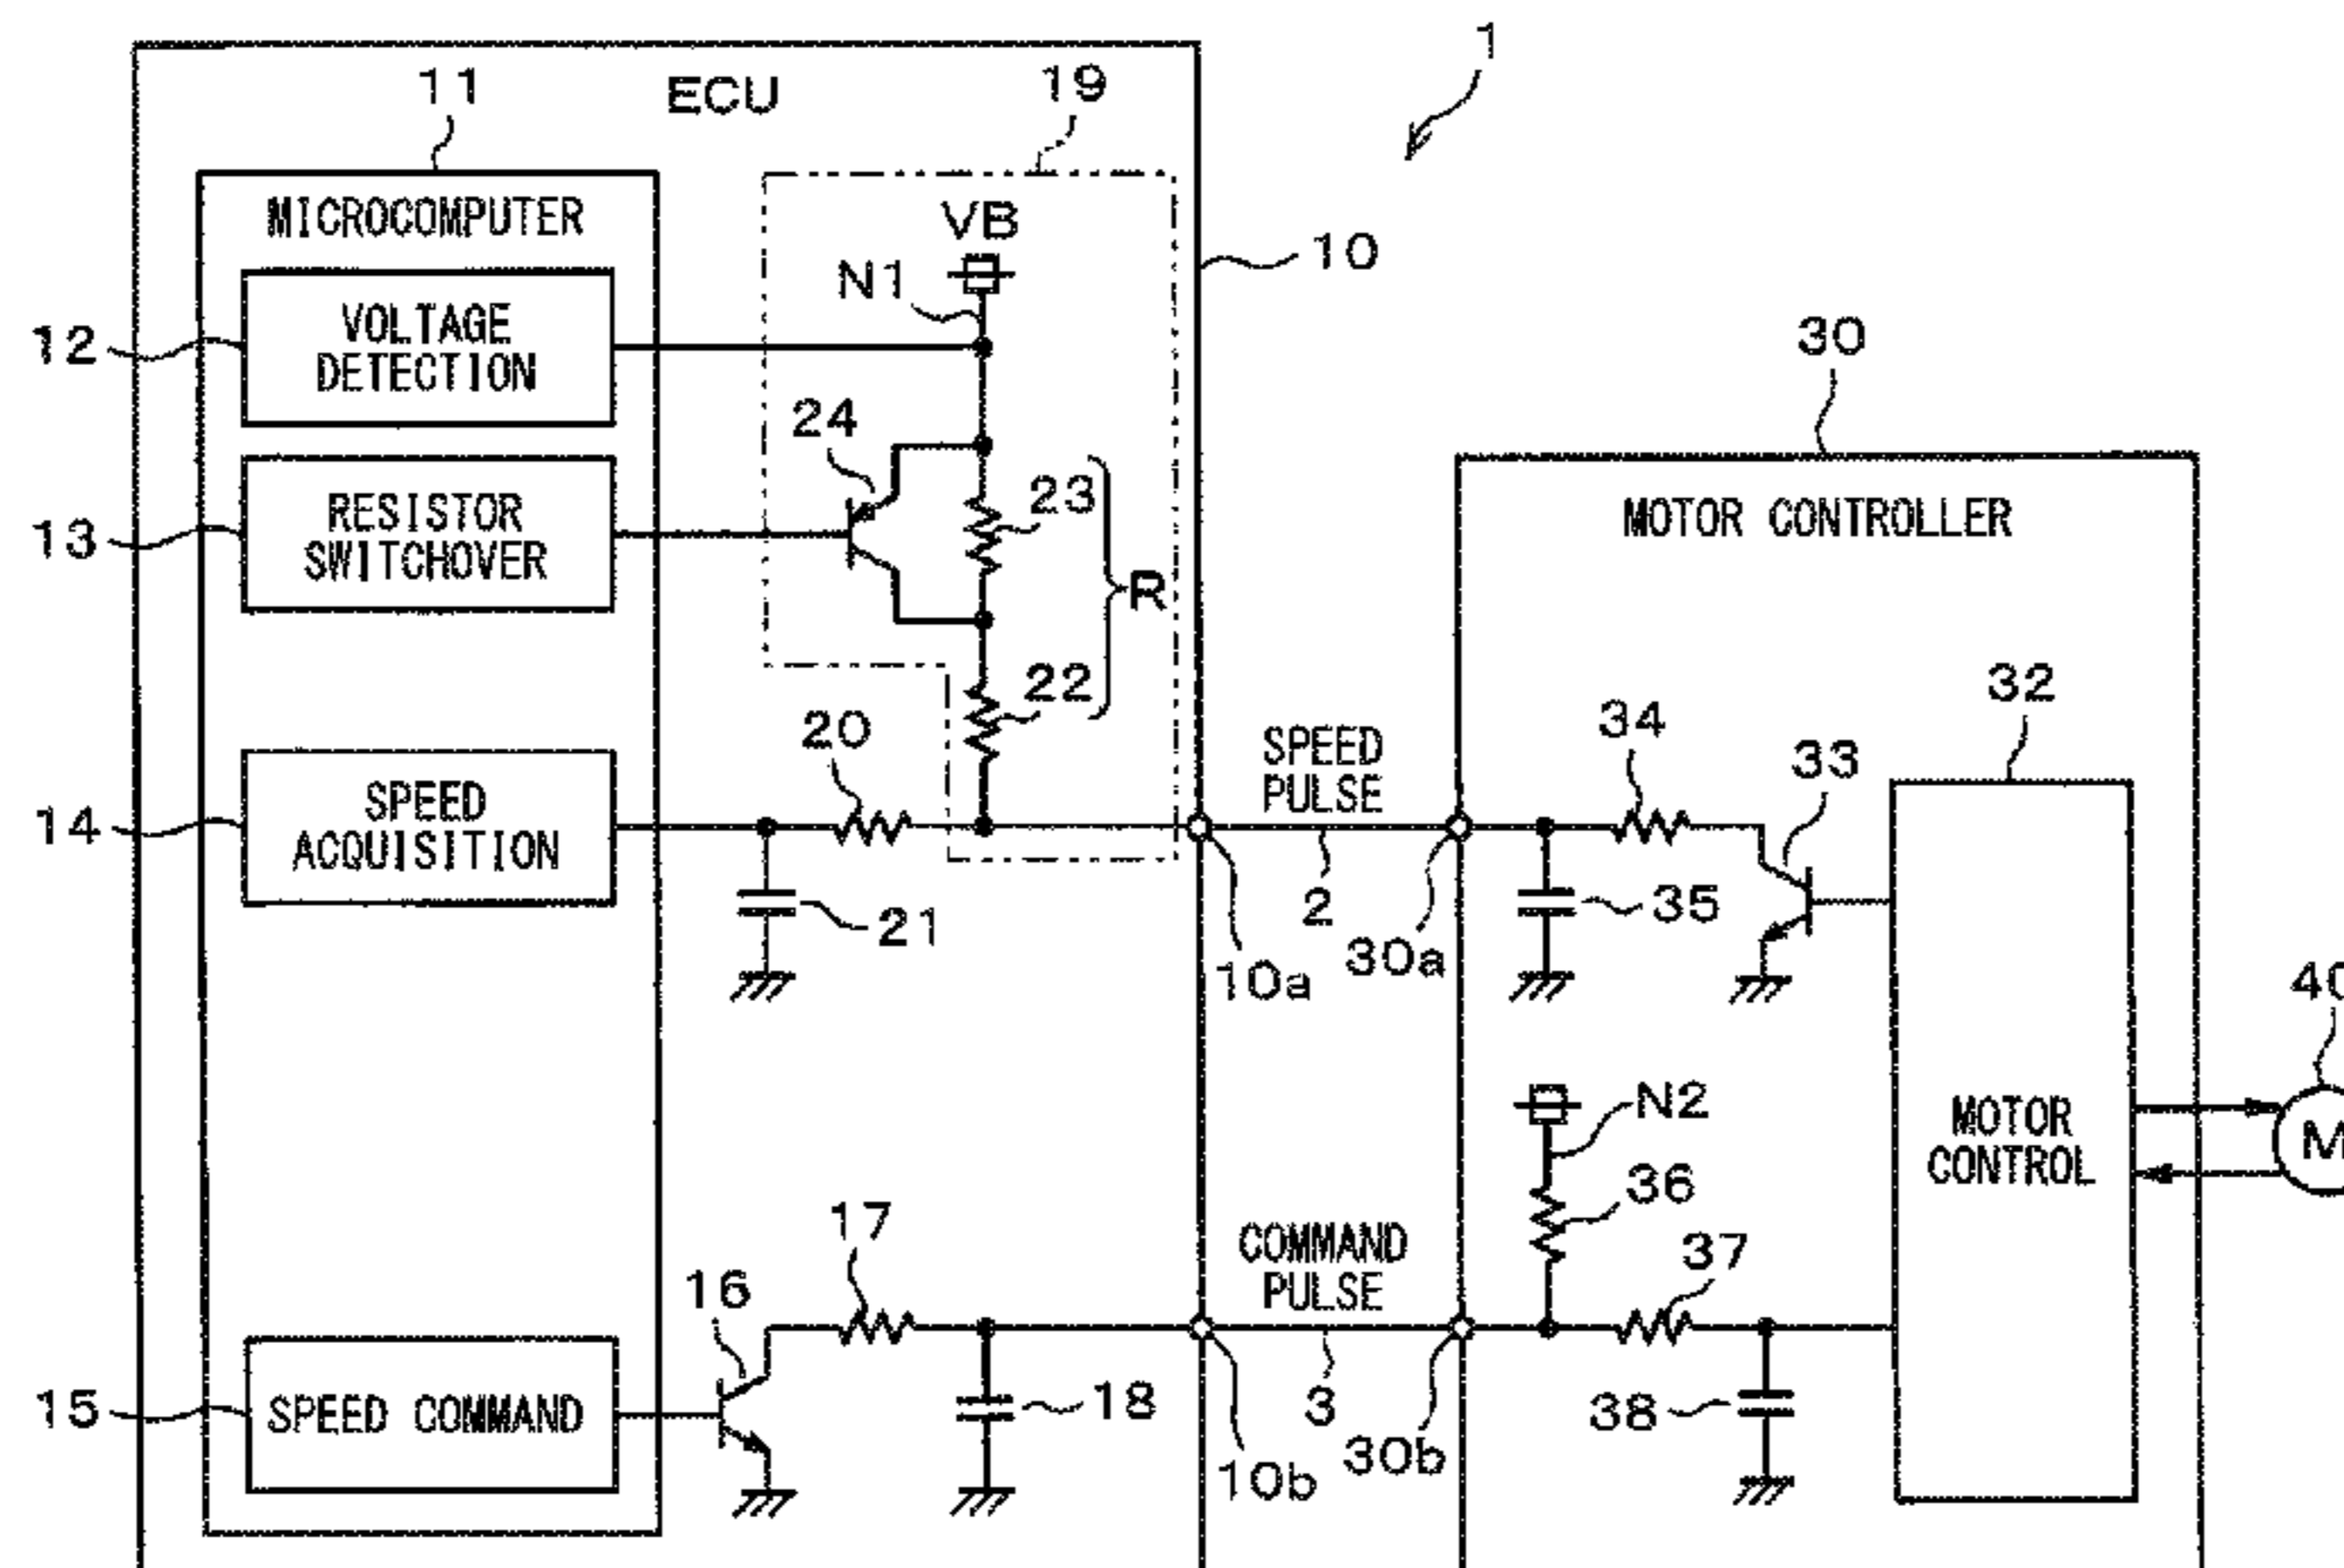 1
11
ECU
19
MICROCOMPUTER
VB
N1
10
12
VOLTAGE
DETECTION
30
24
23
13
RESISTOR
SWITCHOVER
R
MOTOR CONTROLLER
22
32
20
SPEED
PULSE
34
33
14
SPEED
ACQUISITION
21
2
35
10a
30a
40
N2
MOTOR
CONTROL
M
36
17
COMMAND
PULSE
37
16
15
SPEED COMMAND
18
3
38
10b
30b